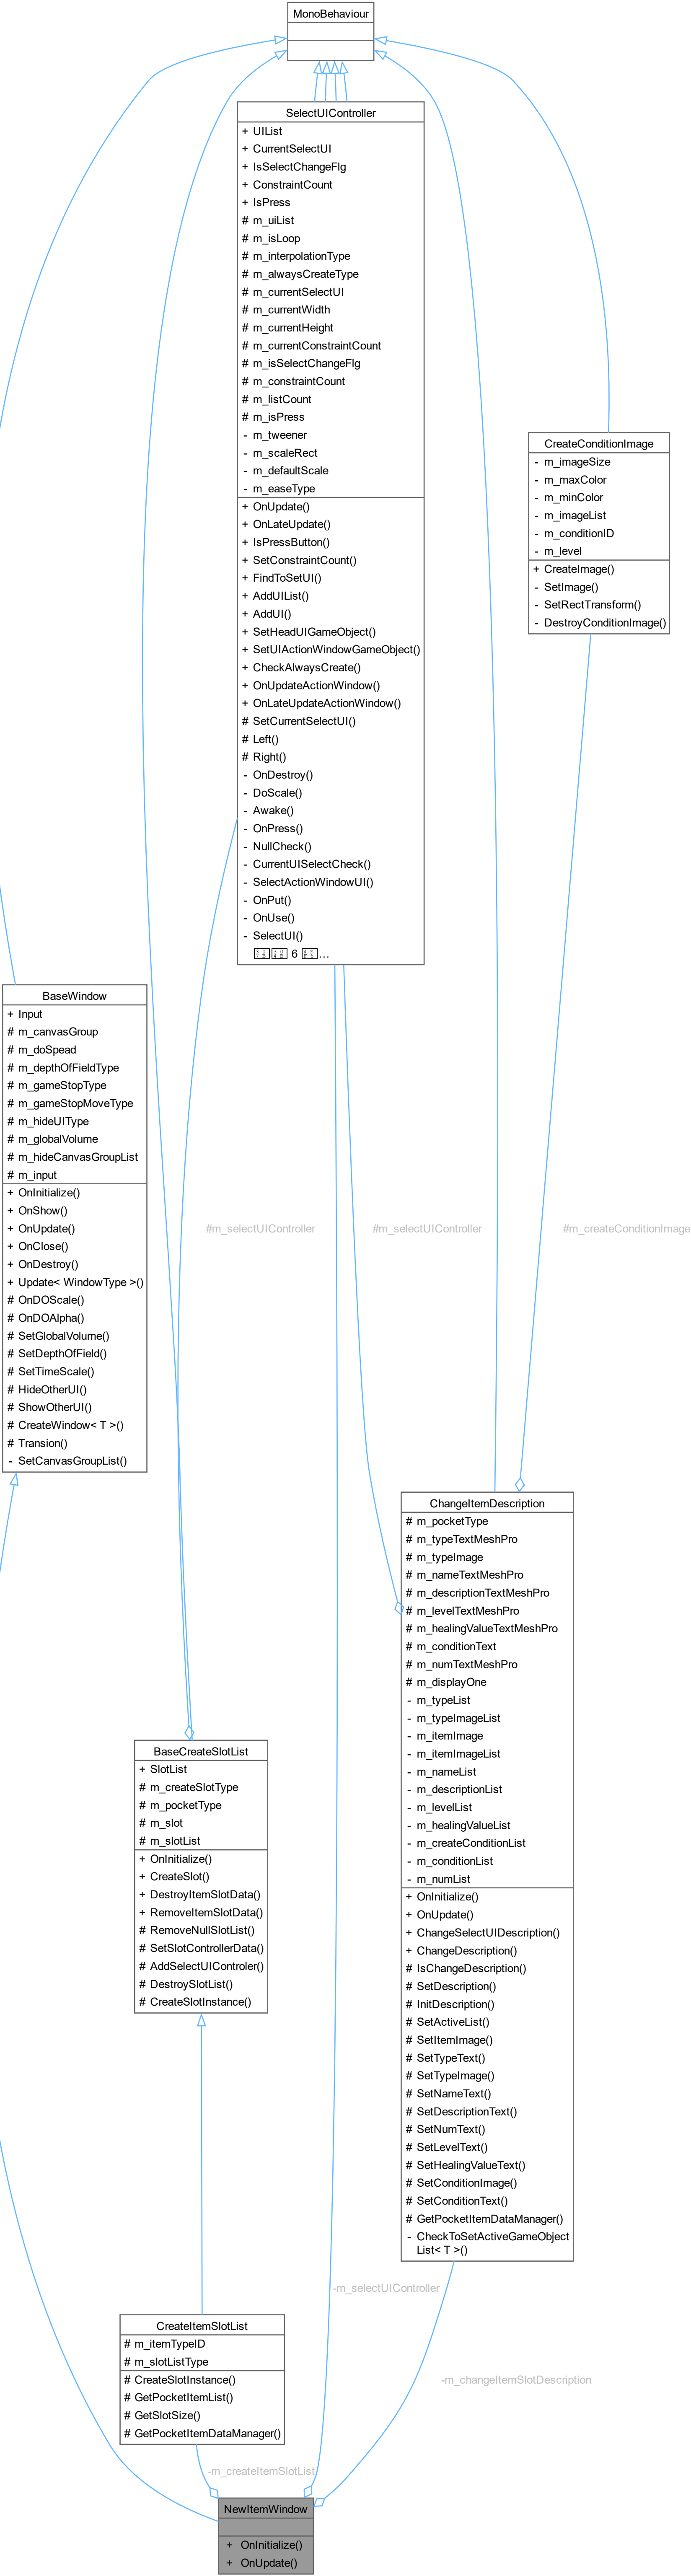 MonoBehaviour
SelectUIController
+ UIList
+ CurrentSelectUI
+ IsSelectChangeFlg
+ ConstraintCount
+ IsPress
# m_uiList
# m_isLoop
# m_interpolationType
# m_alwaysCreateType
# m_currentSelectUI
# m_currentWidth
# m_currentHeight
# m_currentConstraintCount
# m_isSelectChangeFlg
# m_constraintCount
# m_listCount
# m_isPress
- m_tweener
- m_scaleRect
- m_defaultScale
- m_easeType
+ OnUpdate()
+ OnLateUpdate()
+ IsPressButton()
+ SetConstraintCount()
+ FindToSetUI()
+ AddUIList()
+ AddUI()
+ SetHeadUIGameObject()
+ SetUIActionWindowGameObject()
+ CheckAlwaysCreate()
+ OnUpdateActionWindow()
+ OnLateUpdateActionWindow()
# SetCurrentSelectUI()
# Left()
# Right()
- OnDestroy()
- DoScale()
- Awake()
- OnPress()
- NullCheck()
- CurrentUISelectCheck()
- SelectActionWindowUI()
- OnPut()
- OnUse()
- SelectUI()
6 ...
CreateConditionImage
- m_imageSize
- m_maxColor
- m_minColor
- m_imageList
- m_conditionID
- m_level
+ CreateImage()
- SetImage()
- SetRectTransform()
- DestroyConditionImage()
BaseWindow
+ Input
# m_canvasGroup
# m_doSpead
# m_depthOfFieldType
# m_gameStopType
# m_gameStopMoveType
# m_hideUIType
# m_globalVolume
# m_hideCanvasGroupList
# m_input
+ OnInitialize()
+ OnShow()
+ OnUpdate()
+ OnClose()
+ OnDestroy()
+ Update< WindowType >()
# OnDOScale()
# OnDOAlpha()
# SetGlobalVolume()
# SetDepthOfField()
# SetTimeScale()
# HideOtherUI()
# ShowOtherUI()
# CreateWindow< T >()
# Transion()
- SetCanvasGroupList()
#m_selectUIController
#m_selectUIController
#m_createConditionImage
ChangeItemDescription
# m_pocketType
# m_typeTextMeshPro
# m_typeImage
# m_nameTextMeshPro
# m_descriptionTextMeshPro
# m_levelTextMeshPro
# m_healingValueTextMeshPro
# m_conditionText
# m_numTextMeshPro
# m_displayOne
- m_typeList
- m_typeImageList
- m_itemImage
- m_itemImageList
- m_nameList
- m_descriptionList
- m_levelList
- m_healingValueList
- m_createConditionList
- m_conditionList
- m_numList
+ OnInitialize()
+ OnUpdate()
+ ChangeSelectUIDescription()
+ ChangeDescription()
# IsChangeDescription()
# SetDescription()
# InitDescription()
# SetActiveList()
# SetItemImage()
# SetTypeText()
# SetTypeImage()
# SetNameText()
# SetDescriptionText()
# SetNumText()
# SetLevelText()
# SetHealingValueText()
# SetConditionImage()
# SetConditionText()
# GetPocketItemDataManager()
- CheckToSetActiveGameObject
List< T >()
BaseCreateSlotList
+ SlotList
# m_createSlotType
# m_pocketType
# m_slot
# m_slotList
+ OnInitialize()
+ CreateSlot()
+ DestroyItemSlotData()
+ RemoveItemSlotData()
# RemoveNullSlotList()
# SetSlotControllerData()
# AddSelectUIControler()
# DestroySlotList()
# CreateSlotInstance()
-m_selectUIController
CreateItemSlotList
# m_itemTypeID
# m_slotListType
# CreateSlotInstance()
# GetPocketItemList()
# GetSlotSize()
# GetPocketItemDataManager()
-m_changeItemSlotDescription
-m_createItemSlotList
NewItemWindow
+ OnInitialize()
+ OnUpdate()